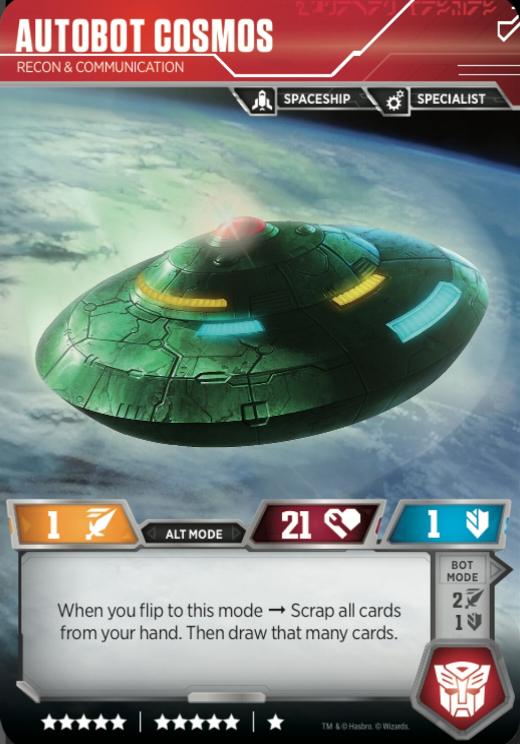 AUTOBOT COSMOS
RECON & COMMUNICATION
SPACESHIP SPECIALIST
1 ALT MODE 21 1
BOT
MODE
2
1
When you flip to this mode → Scrap all cards
from your hand. Then draw that many cards.
★★★★★ | ★★★★★ | ★
TM & © Hasbro. © Wizards.